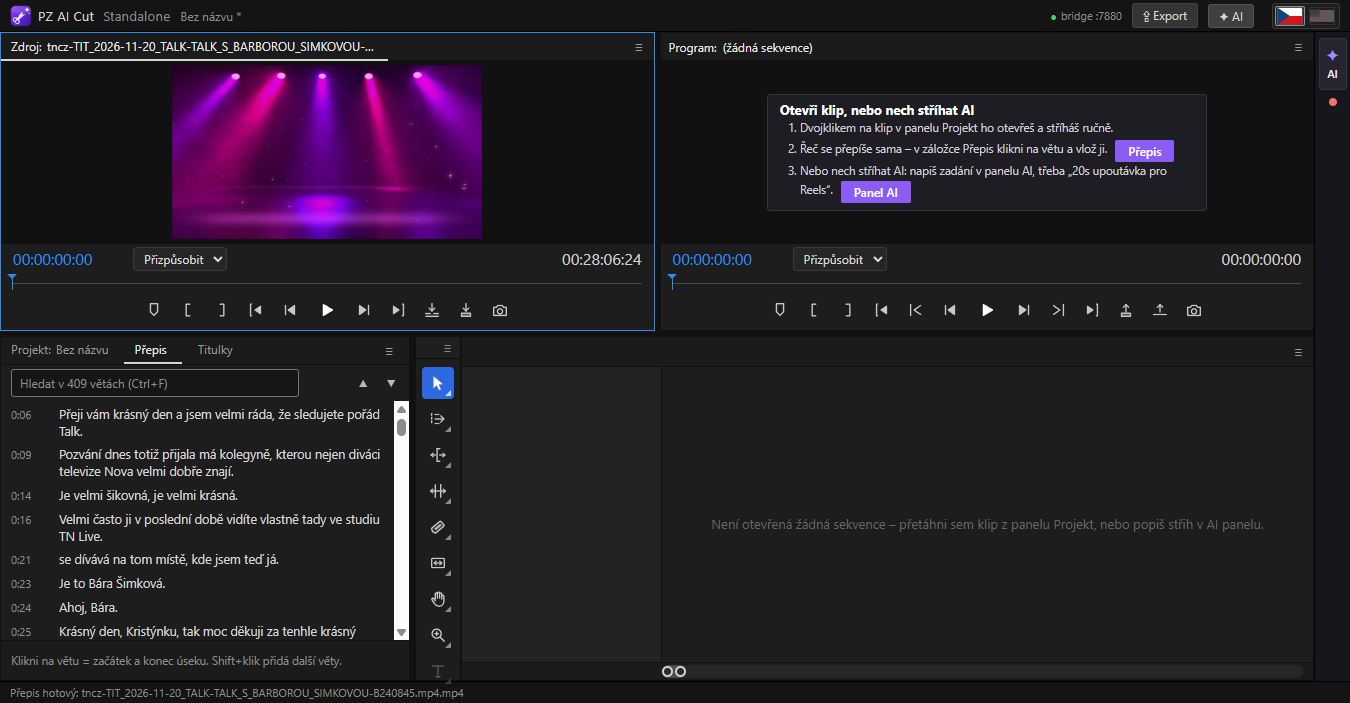 PZ AI Cut Standalone Bez názvu * bridge :7880 Export AI
Zdroj: tncz-TIT_2026-11-20_TALK-TALK_S_BARBOROU_SIMKOVOU-...
Program: (žádná sekvence)
AI
Otevři klip, nebo nech stříhat AI
1. Dvojklikem na klip v panelu Projekt ho otevřeš a stříháš ručně.
2. Řeč se přepíše sama – v záložce Přepis klikni na větu a vlož ji. Přepis
3. Nebo nech stříhat AI: napiš zadání v panelu AI, třeba „20s upoutávka pro
Reels“. Panel AI
00:00:00:00 Přizpůsobit 00:28:06:24
00:00:00:00 Přizpůsobit 00:00:00:00
Projekt: Bez názvu Přepis Titulky
Hledat v 409 větách (Ctrl+F)
0:06 Přeji vám krásný den a jsem velmi ráda, že sledujete pořád
Talk.
0:09 Pozvání dnes totiž přijala má kolegyně, kterou nejen diváci
televize Nova velmi dobře znají.
0:14 Je velmi šikovná, je velmi krásná.
0:16 Velmi často ji v poslední době vidíte vlastně tady ve studiu
TN Live.
0:21 se dívává na tom místě, kde jsem teď já.
0:23 Je to Bára Šimková.
0:24 Ahoj, Bára.
0:25 Krásný den, Kristýnku, tak moc děkuji za tenhle krásný
Klikni na větu = začátek a konec úseku. Shift+klik přidá další věty.
Není otevřená žádná sekvence – přetáhni sem klip z panelu Projekt, nebo popiš střih v AI panelu.
Přepis hotový: tncz-TIT_2026-11-20_TALK-TALK_S_BARBOROU_SIMKOVOU-B240845.mp4.mp4